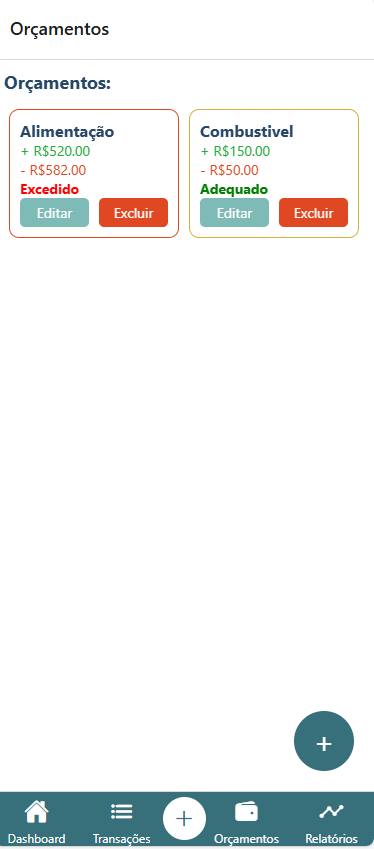 Orçamentos
Orçamentos:
Alimentação
+ R$520.00
- R$582.00
Excedido
Editar Excluir
Combustivel
+ R$150.00
- R$50.00
Adequado
Editar Excluir
+
Dashboard Transações + Orçamentos Relatórios